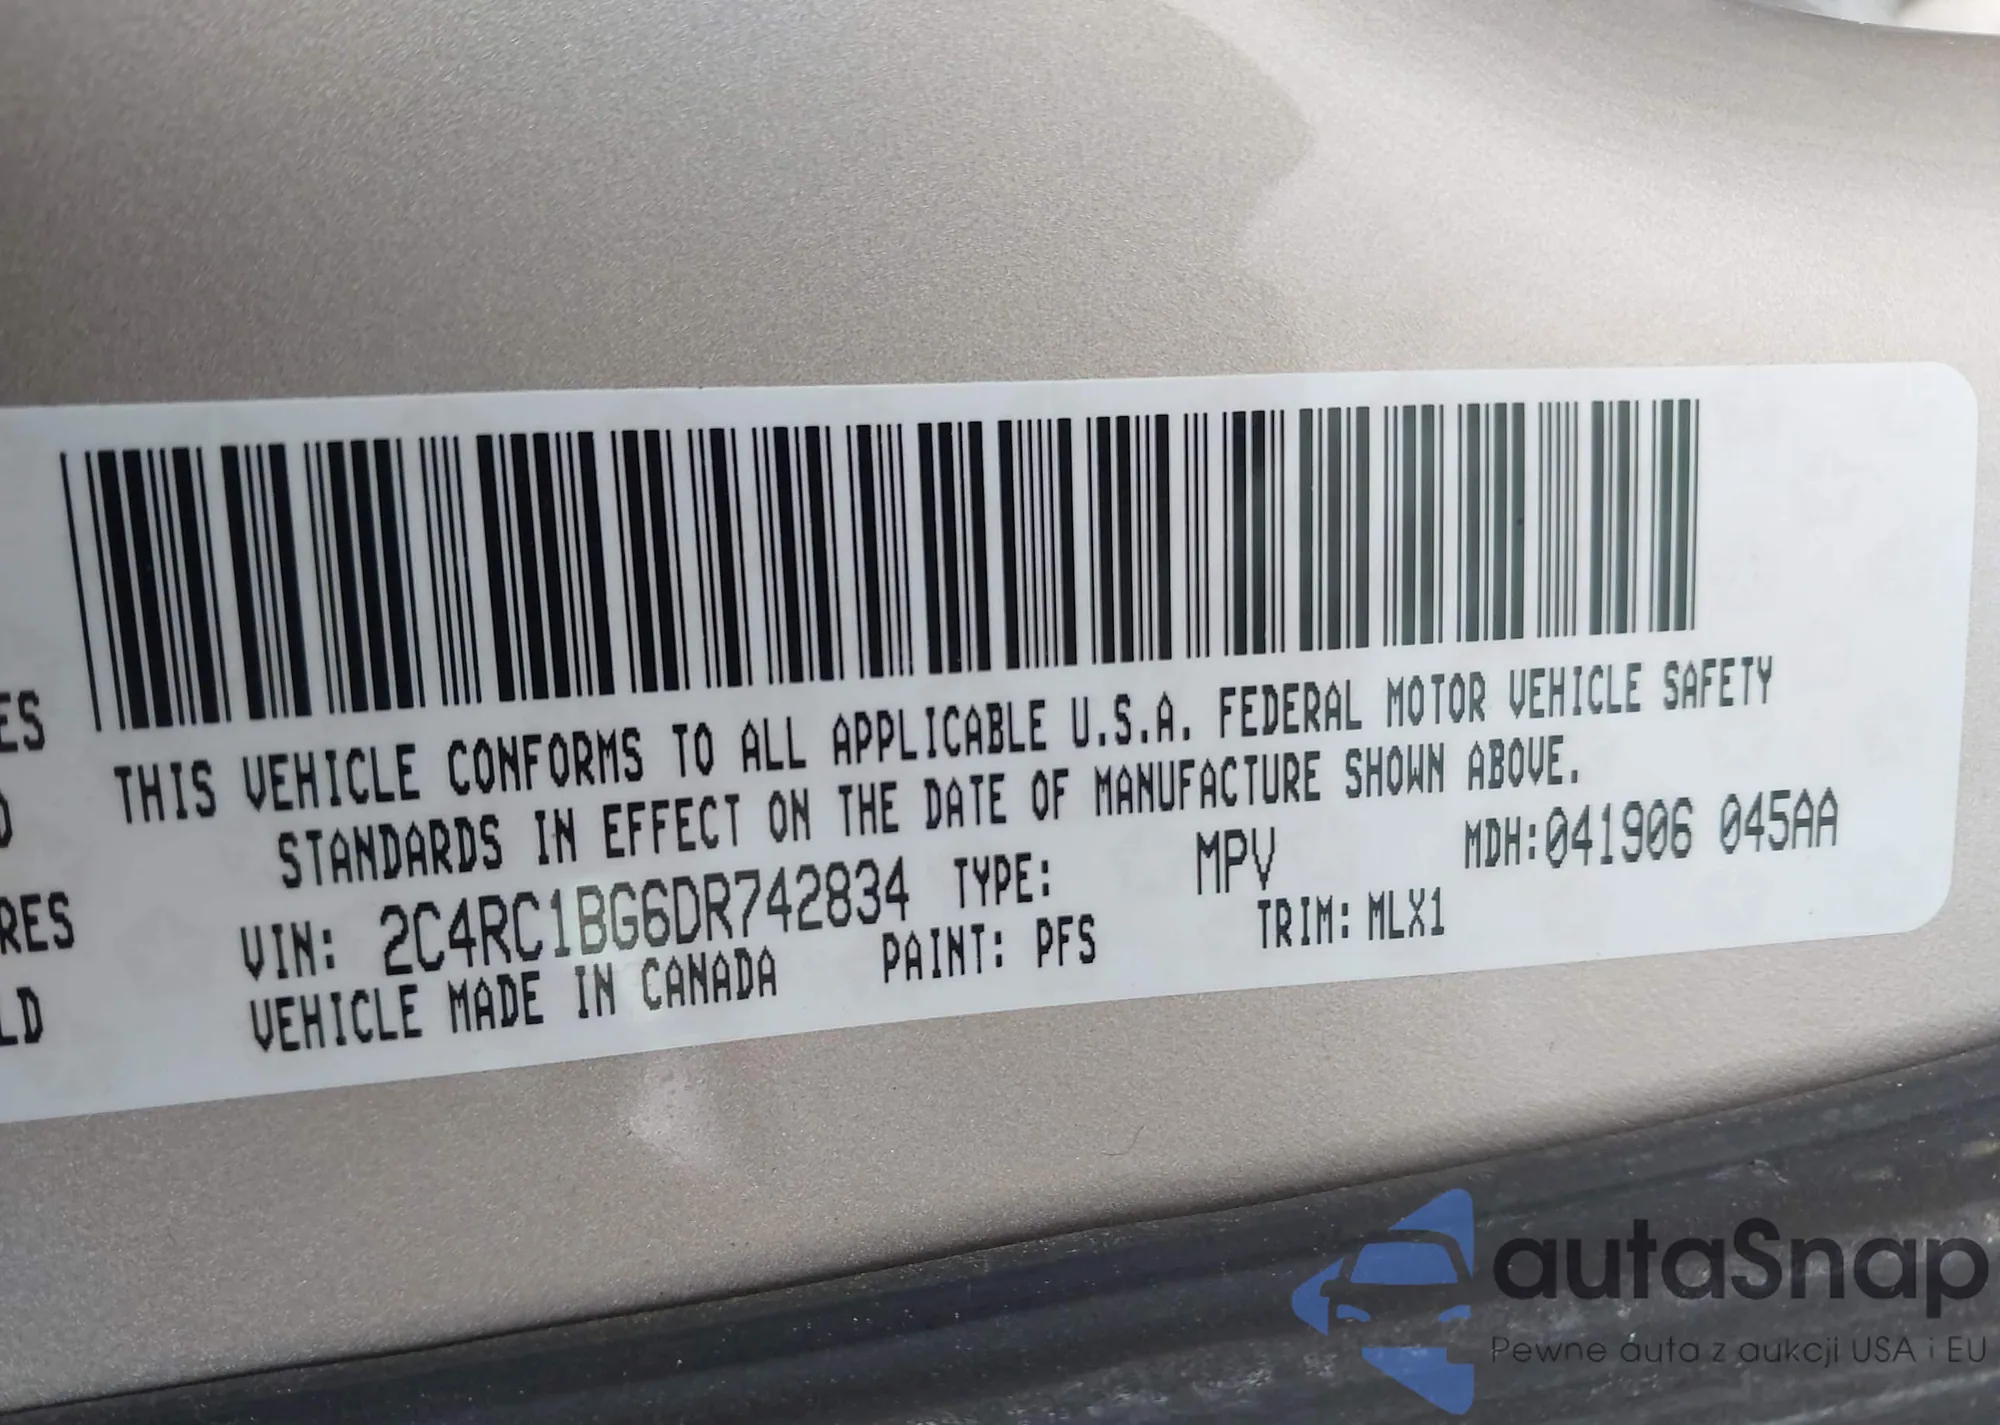 ES
THIS VEHICLE CONFORMS TO ALL APPLICABLE U.S.A. FEDERAL MOTOR VEHICLE SAFETY
STANDARDS IN EFFECT ON THE DATE OF MANUFACTURE SHOWN ABOVE.
RES
VIN: 2C4RC1BG6DR742834 TYPE: MPV MDH:041906 045AA
LD
VEHICLE MADE IN CANADA PAINT: PFS TRIM: MLX1
autaSnap
Pewne auta z aukcji USA i EU